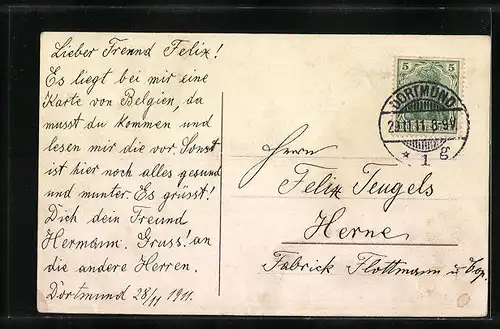 Lieber Freund Felix!
Es liegt bei mir eine
Karte von Belgien, da
musst du kommen und
lesen mir die vor. Sonst
ist hier noch alles gesund
und munter. Es grüsst!
Dich dein Freund
Hermann. Gruss! an
die andere Herren.
Dortmund 28/11 1911.
5 5
DORTMUND
11. 8-9V
* 1 g
Herrn
Felix Teugels
Herne
Fabrick Flottmann u. Cop.